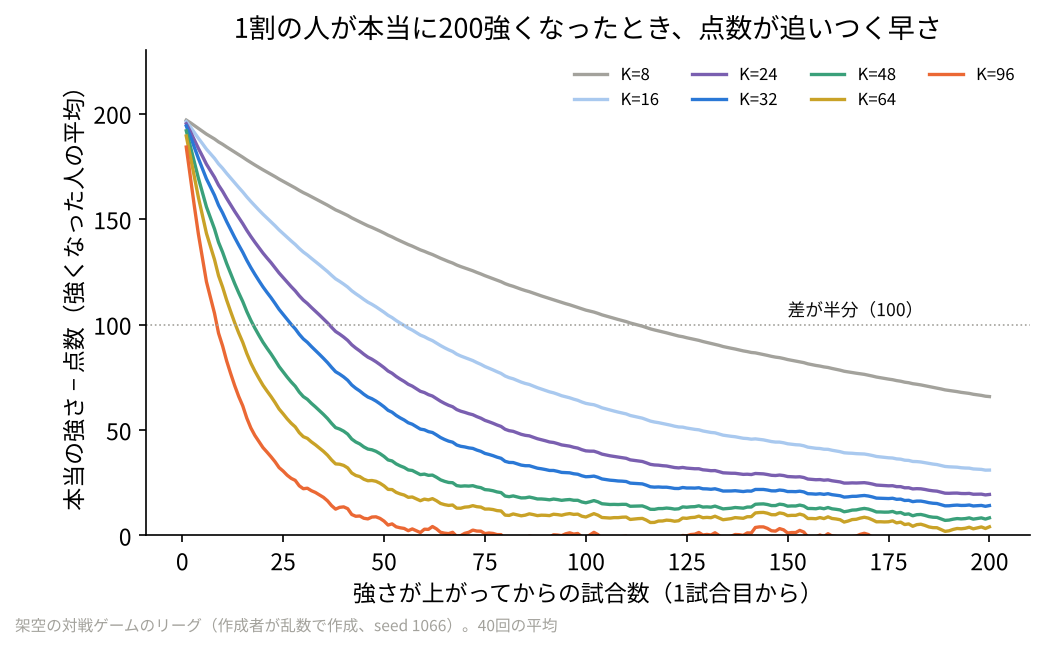 1割の人が本当に200強くなったとき、点数が追いつく早さ
K=8
K=16
K=24
K=32
K=48
K=64
K=96
本当の強さ − 点数（強くなった人の平均）
200
150
100
50
0
差が半分（100）
0 25 50 75 100 125 150 175 200
強さが上がってからの試合数（1試合目から）
架空の対戦ゲームのリーグ（作成者が乱数で作成、seed 1066）。40回の平均